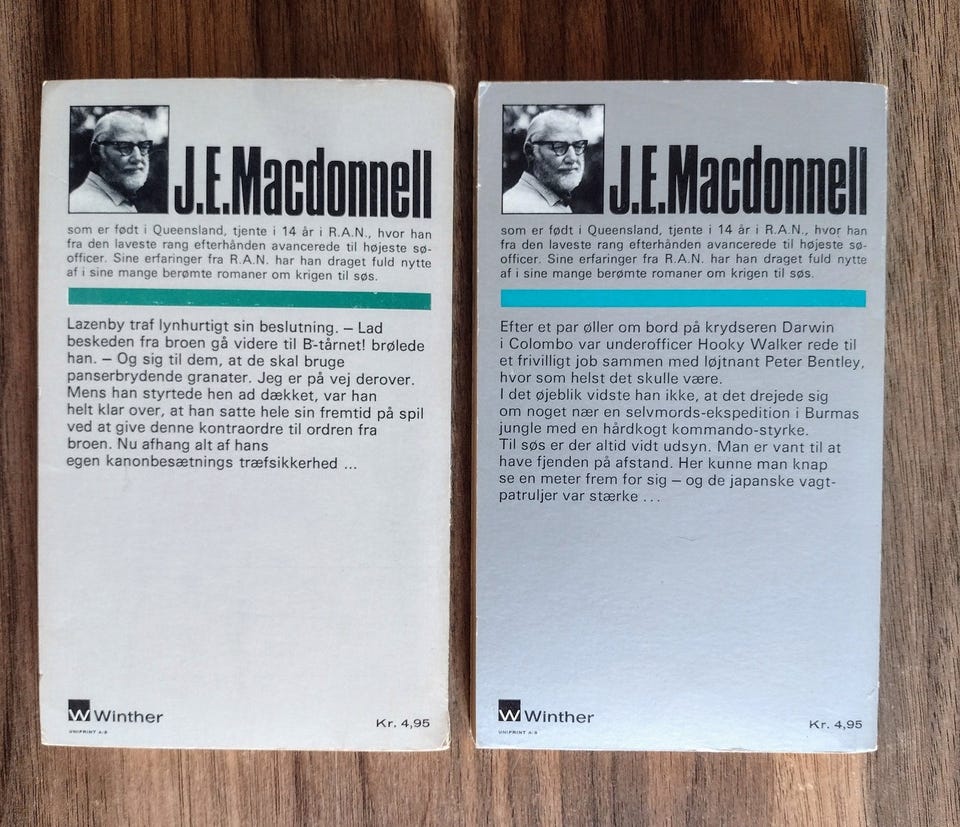 J.E.Macdonnell
som er født i Queensland, tjente i 14 år i R.A.N., hvor han
fra den laveste rang efterhånden avancerede til højeste sø-
officer. Sine erfaringer fra R.A.N. har han draget fuld nytte
af i sine mange berømte romaner om krigen til søs.
Lazenby traf lynhurtigt sin beslutning. – Lad
beskeden fra broen gå videre til B-tårnet! brølede
han. – Og sig til dem, at de skal bruge
panserbrydende granater. Jeg er på vej derover.
Mens han styrtede hen ad dækket, var han
helt klar over, at han satte hele sin fremtid på spil
ved at give denne kontraordre til ordren fra
broen. Nu afhang alt af hans
egen kanonbesætnings træfsikkerhed ...
W Winther
UNIPRINT A/S
Kr. 4,95
J.E.Macdonnell
som er født i Queensland, tjente i 14 år i R.A.N., hvor han
fra den laveste rang efterhånden avancerede til højeste sø-
officer. Sine erfaringer fra R.A.N. har han draget fuld nytte
af i sine mange berømte romaner om krigen til søs.
Efter et par øller om bord på krydseren Darwin
i Colombo var underofficer Hooky Walker rede til
et frivilligt job sammen med løjtnant Peter Bentley,
hvor som helst det skulle være.
I det øjeblik vidste han ikke, at det drejede sig
om noget nær en selvmords-ekspedition i Burmas
jungle med en hårdkogt kommando-styrke.
Til søs er der altid vidt udsyn. Man er vant til at
have fjenden på afstand. Her kunne man knap
se en meter frem for sig – og de japanske vagt-
patruljer var stærke ...
W Winther
UNIPRINT A/S
Kr. 4,95